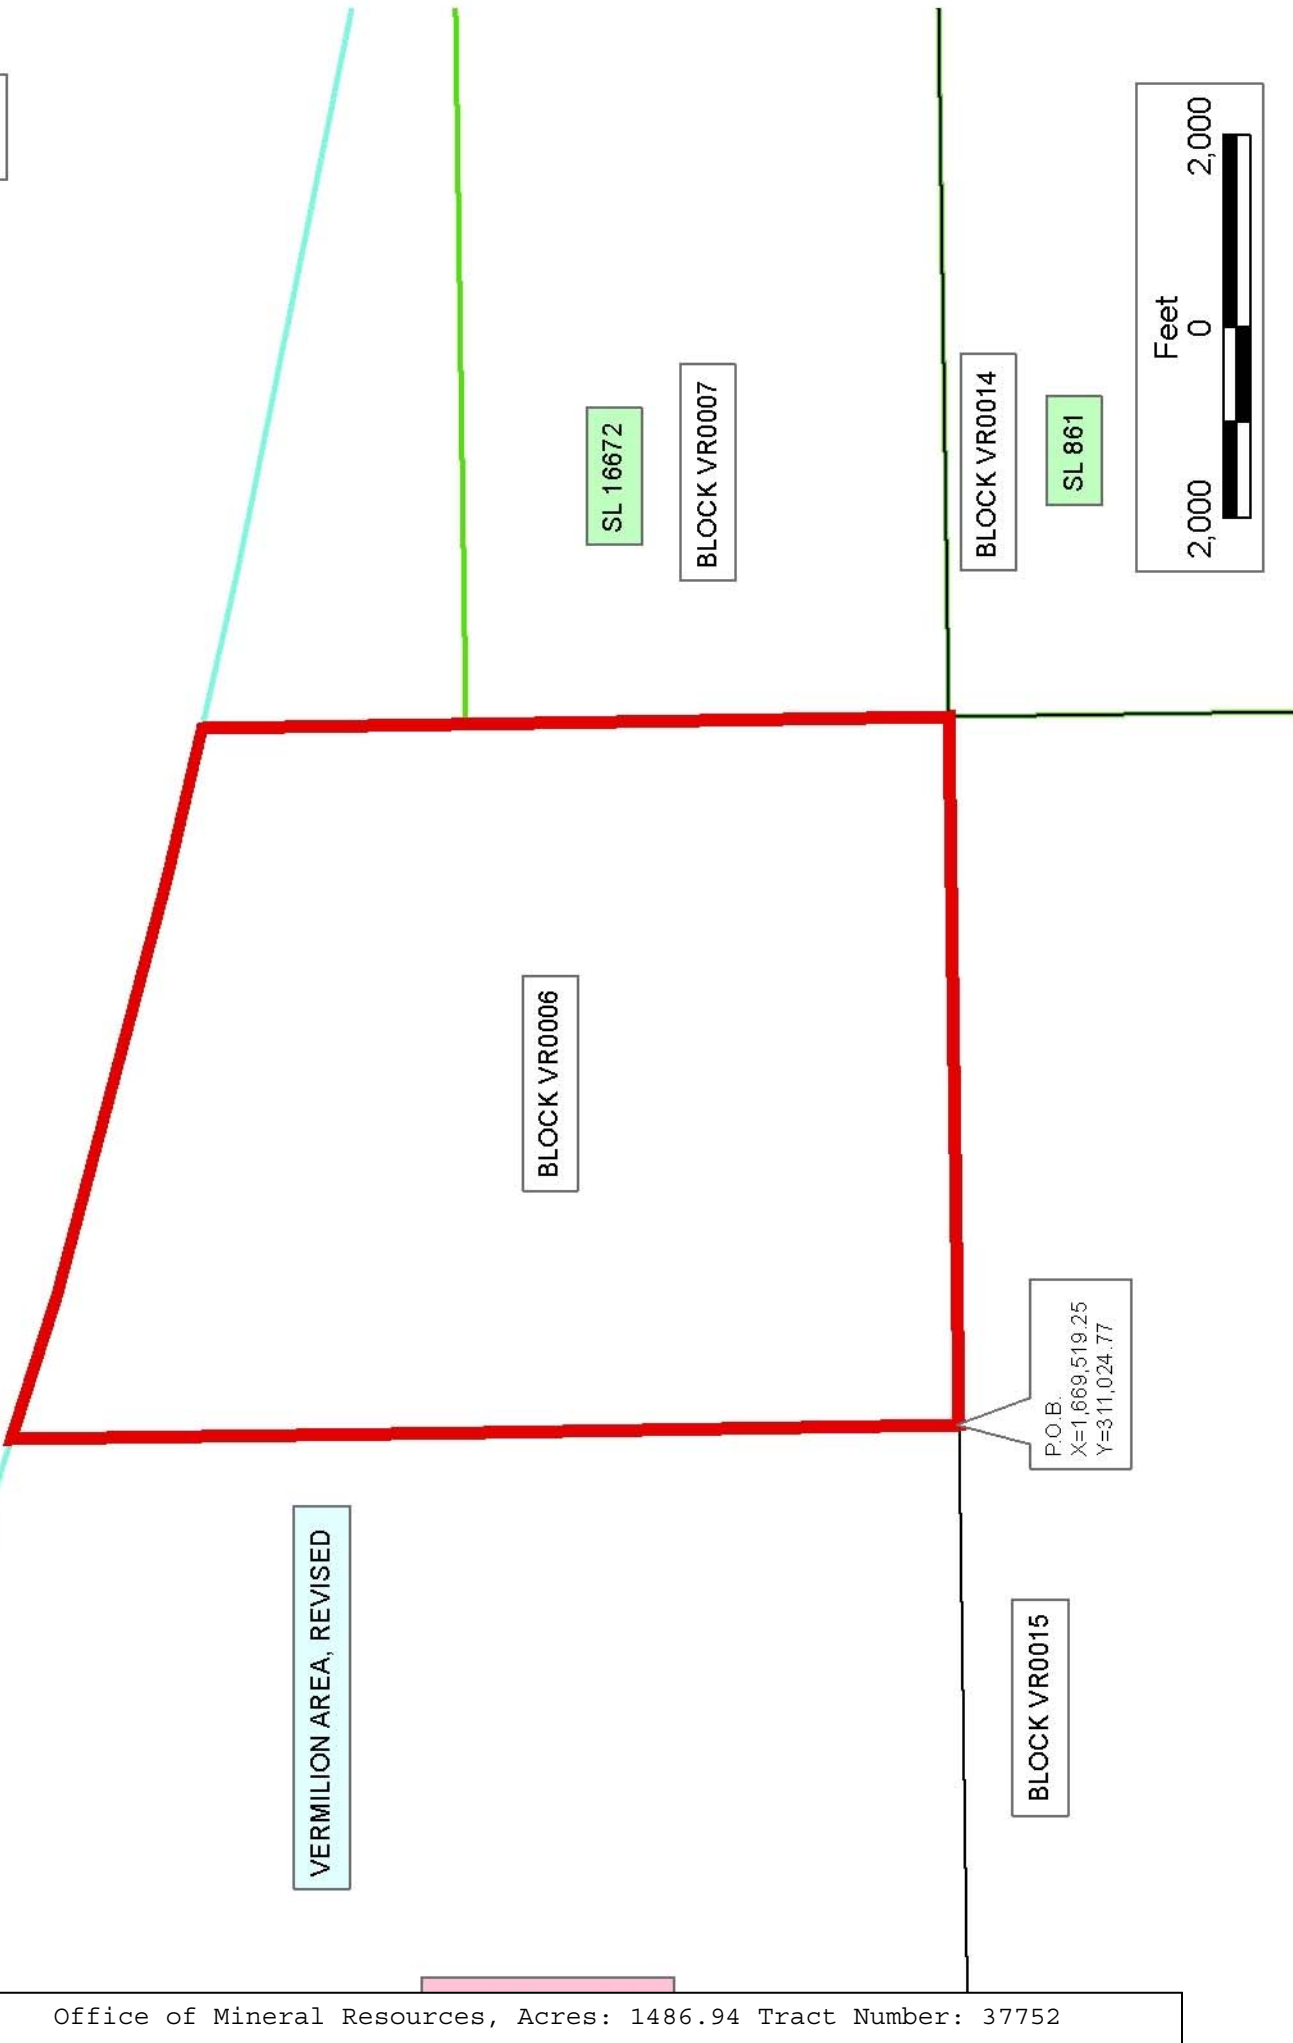 SL 16672
BLOCK VR0007
BLOCK VR0014
SL 861
Feet
2,000 0 2,000
BLOCK VR0006
P.O.B.
X=1,669,519.25
Y=311,024.77
VERMILION AREA, REVISED
BLOCK VR0015
Office of Mineral Resources, Acres: 1486.94 Tract Number: 37752